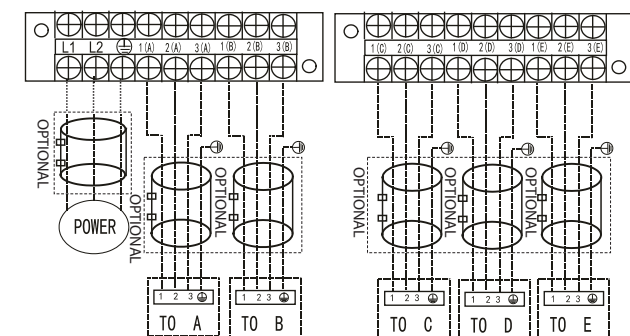 L1 L2 1(A) 2(A) 3(A) 1(B) 2(B) 3(B)
1(C) 2(C) 3(C) 1(D) 2(D) 3(D) 1(E) 2(E) 3(E)
OPTIONAL
OPTIONAL
OPTIONAL
OPTIONAL
OPTIONAL
OPTIONAL
POWER
1 2 3
1 2 3
1 2 3
1 2 3
1 2 3
TO A
TO B
TO C
TO D
TO E